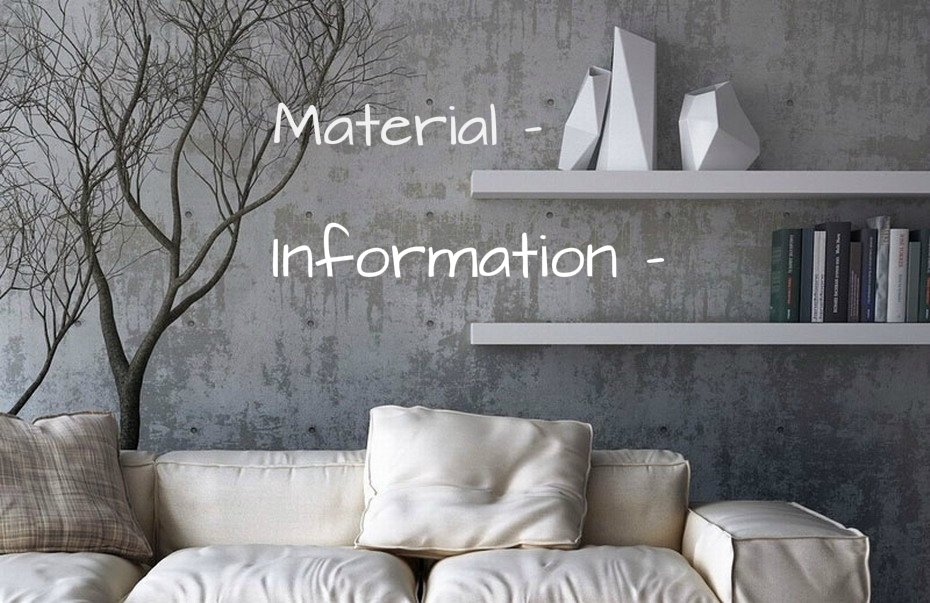 Material -
Information -